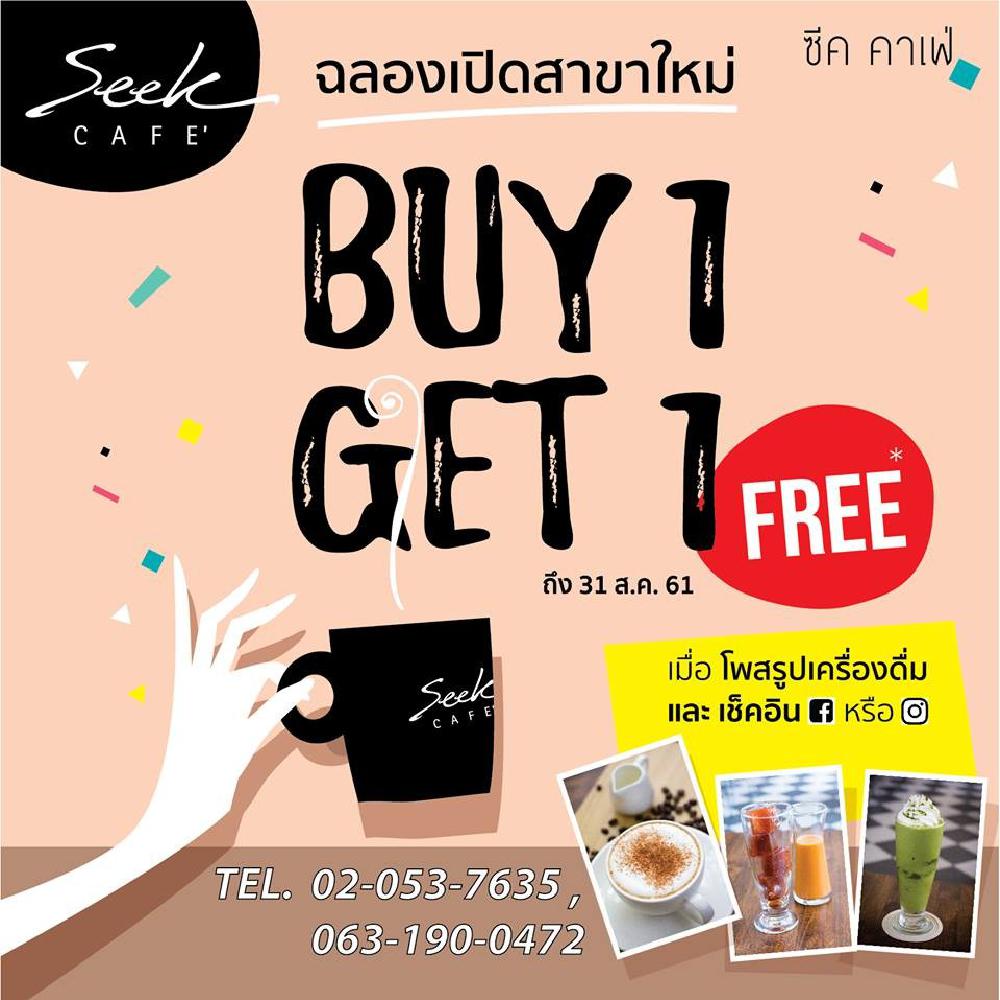 Seek
CAFE'
ฉลองเปิดสาขาใหม่
ซีค คาเฟ่
BUY 1
GET 1
FREE*
ถึง 31 ส.ค. 61
เมื่อ โพสรูปเครื่องดื่ม
และ เช็คอิน f หรือ
Seek
CAFE'
TEL. 02-053-7635 ,
063-190-0472